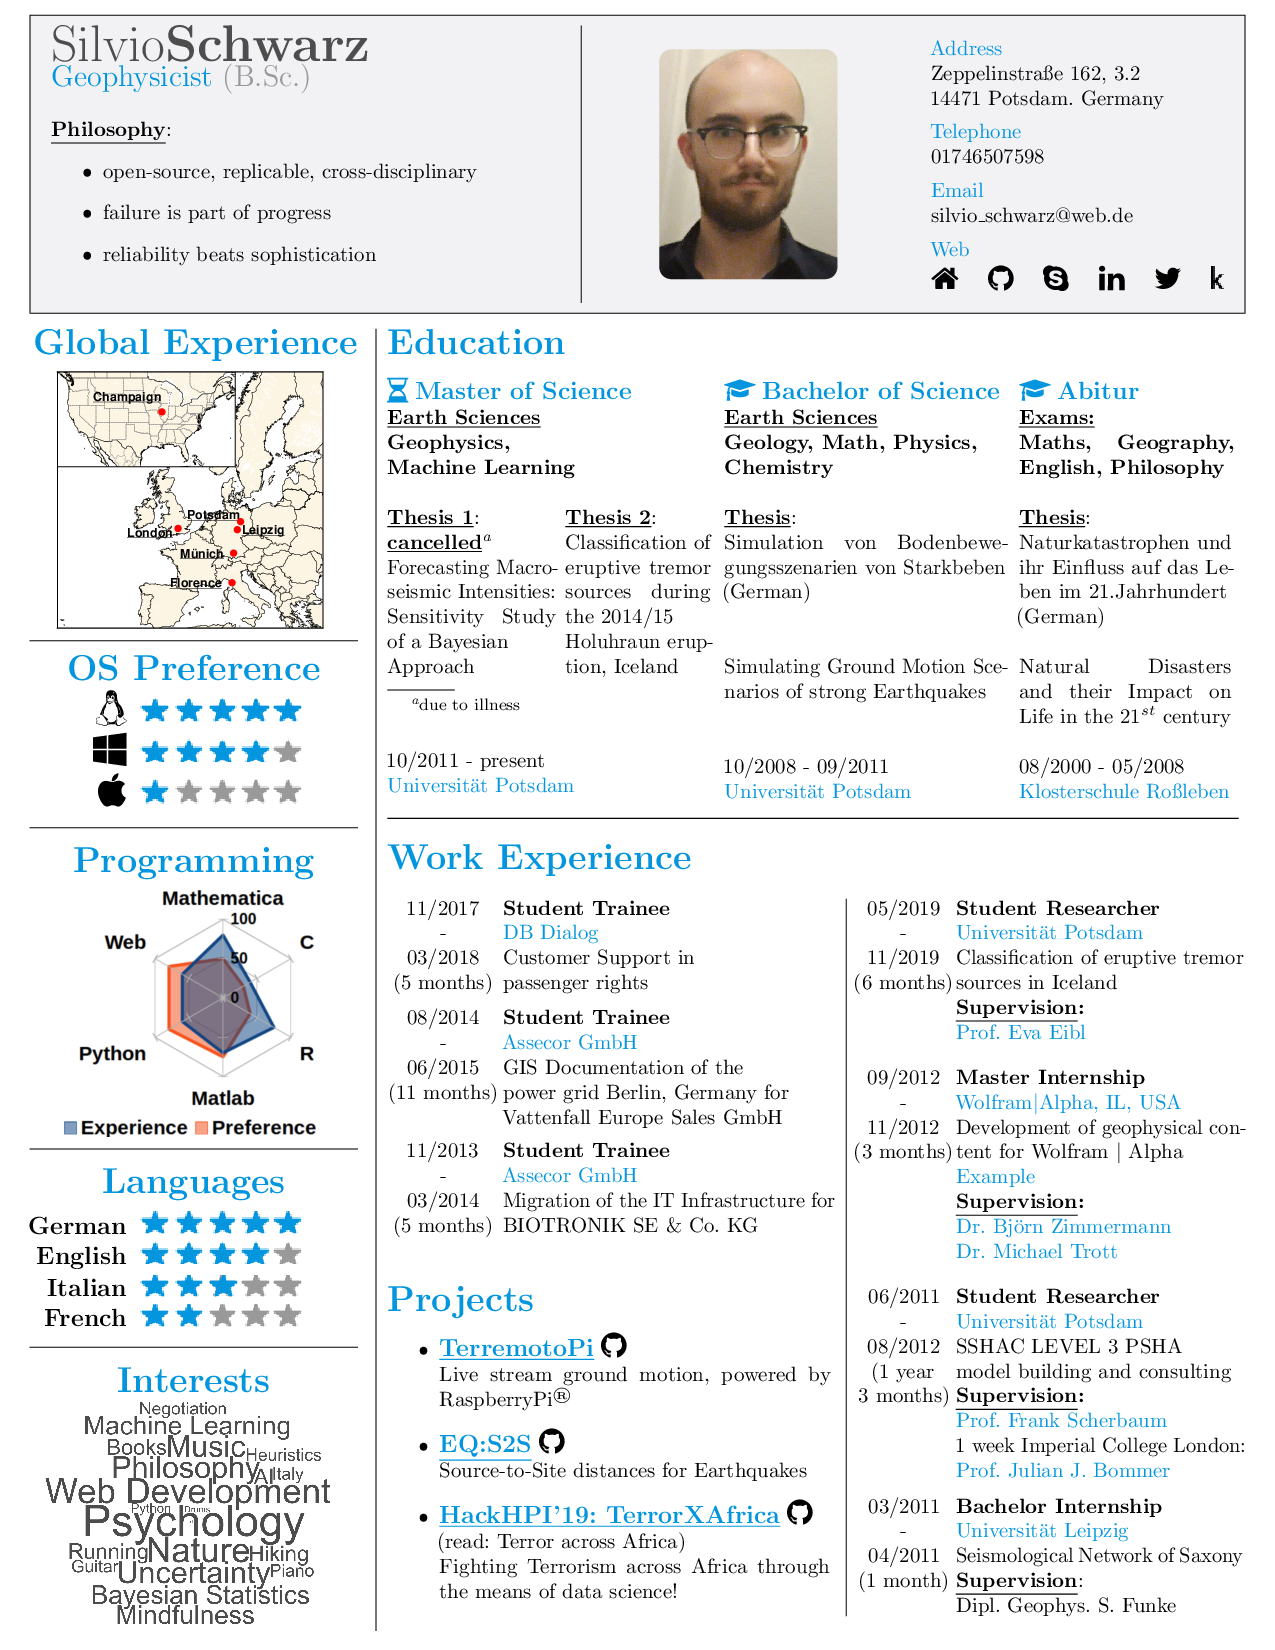 SilvioSchwarz
Geophysicist (B.Sc.)
Philosophy:
• open-source, replicable, cross-disciplinary
• failure is part of progress
• reliability beats sophistication
Address
Zeppelinstraße 162, 3.2
14471 Potsdam. Germany
Telephone
01746507598
Email
silvio_schwarz@web.de
Web
Global Experience
Champaign
Potsdam
London
Leipzig
Münich
Florence
OS Preference
Programming
Mathematica
100
Web
C
50
0
Python
R
Matlab
Experience Preference
Languages
German
English
Italian
French
Interests
Negotiation
Machine Learning
Books Music Heuristics
Philosophy AI Italy
Web Development
Python Drums
Psychology
Running Nature Hiking
Guitar Uncertainty Piano
Bayesian Statistics
Mindfulness
Education
Master of Science
Earth Sciences
Geophysics,
Machine Learning
Thesis 1:
cancelled^a
Forecasting Macro-
seismic Intensities:
Sensitivity Study
of a Bayesian
Approach
^a due to illness
Thesis 2:
Classification of
eruptive tremor
sources during
the 2014/15
Holuhraun erup-
tion, Iceland
10/2011 - present
Universität Potsdam
Bachelor of Science
Earth Sciences
Geology, Math, Physics,
Chemistry
Thesis:
Simulation von Bodenbewe-
gungsszenarien von Starkbeben
(German)
Simulating Ground Motion Sce-
narios of strong Earthquakes
10/2008 - 09/2011
Universität Potsdam
Abitur
Exams:
Maths, Geography,
English, Philosophy
Thesis:
Naturkatastrophen und
ihr Einfluss auf das Le-
ben im 21.Jahrhundert
(German)
Natural Disasters
and their Impact on
Life in the 21st century
08/2000 - 05/2008
Klosterschule Roßleben
Work Experience
11/2017 Student Trainee
- DB Dialog
03/2018 Customer Support in
(5 months) passenger rights
08/2014 Student Trainee
- Assecor GmbH
06/2015 GIS Documentation of the
(11 months) power grid Berlin, Germany for
Vattenfall Europe Sales GmbH
11/2013 Student Trainee
- Assecor GmbH
03/2014 Migration of the IT Infrastructure for
(5 months) BIOTRONIK SE & Co. KG
Projects
• TerremotoPi
Live stream ground motion, powered by
RaspberryPi®
• EQ:S2S
Source-to-Site distances for Earthquakes
• HackHPI'19: TerrorXAfrica
(read: Terror across Africa)
Fighting Terrorism across Africa through
the means of data science!
05/2019 Student Researcher
- Universität Potsdam
11/2019 Classification of eruptive tremor
(6 months) sources in Iceland
Supervision:
Prof. Eva Eibl
09/2012 Master Internship
- Wolfram|Alpha, IL, USA
11/2012 Development of geophysical con-
(3 months) tent for Wolfram | Alpha
Example
Supervision:
Dr. Björn Zimmermann
Dr. Michael Trott
06/2011 Student Researcher
- Universität Potsdam
08/2012 SSHAC LEVEL 3 PSHA
(1 year model building and consulting
3 months) Supervision:
Prof. Frank Scherbaum
1 week Imperial College London:
Prof. Julian J. Bommer
03/2011 Bachelor Internship
- Universität Leipzig
04/2011 Seismological Network of Saxony
(1 month) Supervision:
Dipl. Geophys. S. Funke